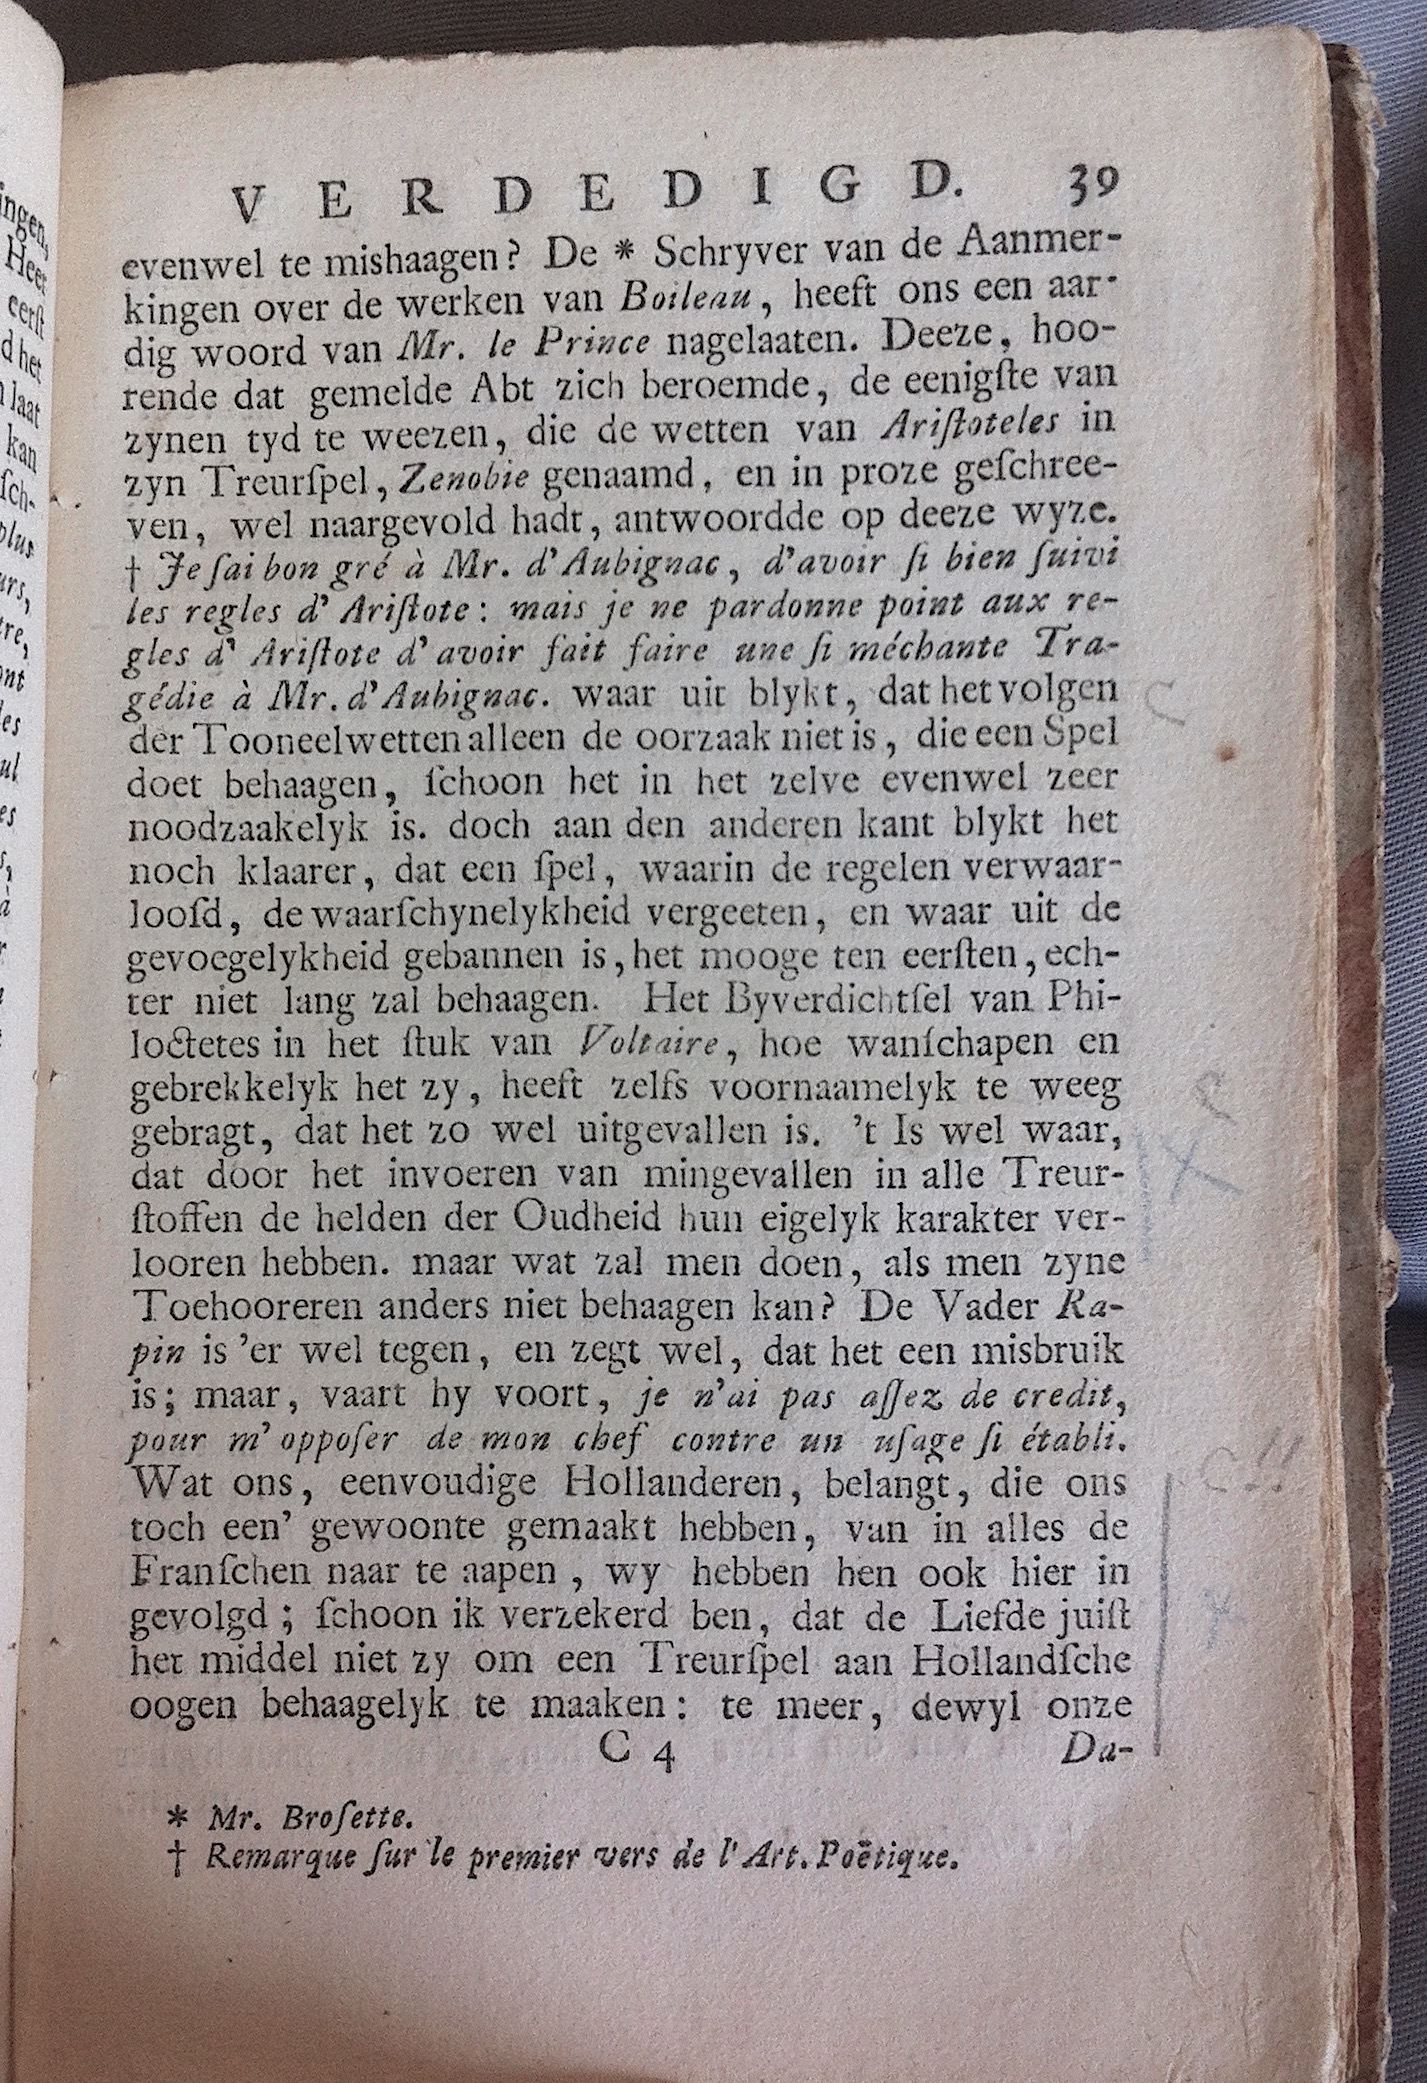 VERDEDIGD. 39
evenwel te mishaagen? De * Schryver van de Aanmer-
kingen over de werken van Boileau, heeft ons een aar-
dig woord van Mr. le Prince nagelaaten. Deeze, hoo-
rende dat gemelde Abt zich beroemde, de eenigſte van
zynen tyd te weezen, die de wetten van Ariſtoteles in
zyn Treurſpel, Zenobie genaamd, en in proze geſchree-
ven, wel naargevold hadt, antwoordde op deeze wyze.
† Je ſai bon gré à Mr. d'Aubignac, d'avoir ſi bien ſuivi
les regles d'Ariſtote: mais je ne pardonne point aux re-
gles d'Ariſtote d'avoir fait faire une ſi méchante Tra-
gédie à Mr. d'Aubignac. waar uit blykt, dat het volgen
der Tooneelwetten alleen de oorzaak niet is, die een Spel
doet behaagen, ſchoon het in het zelve evenwel zeer
noodzaakelyk is. doch aan den anderen kant blykt het
noch klaarer, dat een ſpel, waarin de regelen verwaar-
looſd, de waarſchynelykheid vergeeten, en waar uit de
gevoegelykheid gebannen is, het mooge ten eerſten, ech-
ter niet lang zal behaagen. Het Byverdichtſel van Phi-
loctetes in het ſtuk van Voltaire, hoe wanſchapen en
gebrekkelyk het zy, heeft zelfs voornaamelyk te weeg
gebragt, dat het zo wel uitgevallen is. 't Is wel waar,
dat door het invoeren van mingevallen in alle Treur-
ſtoffen de helden der Oudheid hun eigelyk karakter ver-
looren hebben. maar wat zal men doen, als men zyne
Toehooreren anders niet behaagen kan? De Vader Ra-
pin is 'er wel tegen, en zegt wel, dat het een misbruik
is; maar, vaart hy voort, je n'ai pas aſſez de credit,
pour m'oppoſer de mon chef contre un uſage ſi établi.
Wat ons, eenvoudige Hollanderen, belangt, die ons
toch een' gewoonte gemaakt hebben, van in alles de
Franſchen naar te aapen, wy hebben hen ook hier in
gevolgd; ſchoon ik verzekerd ben, dat de Liefde juiſt
het middel niet zy om een Treurſpel aan Hollandſche
oogen behaagelyk te maaken: te meer, dewyl onze
C 4 Da-
* Mr. Broſette.
† Remarque ſur le premier vers de l'Art. Poëtique.